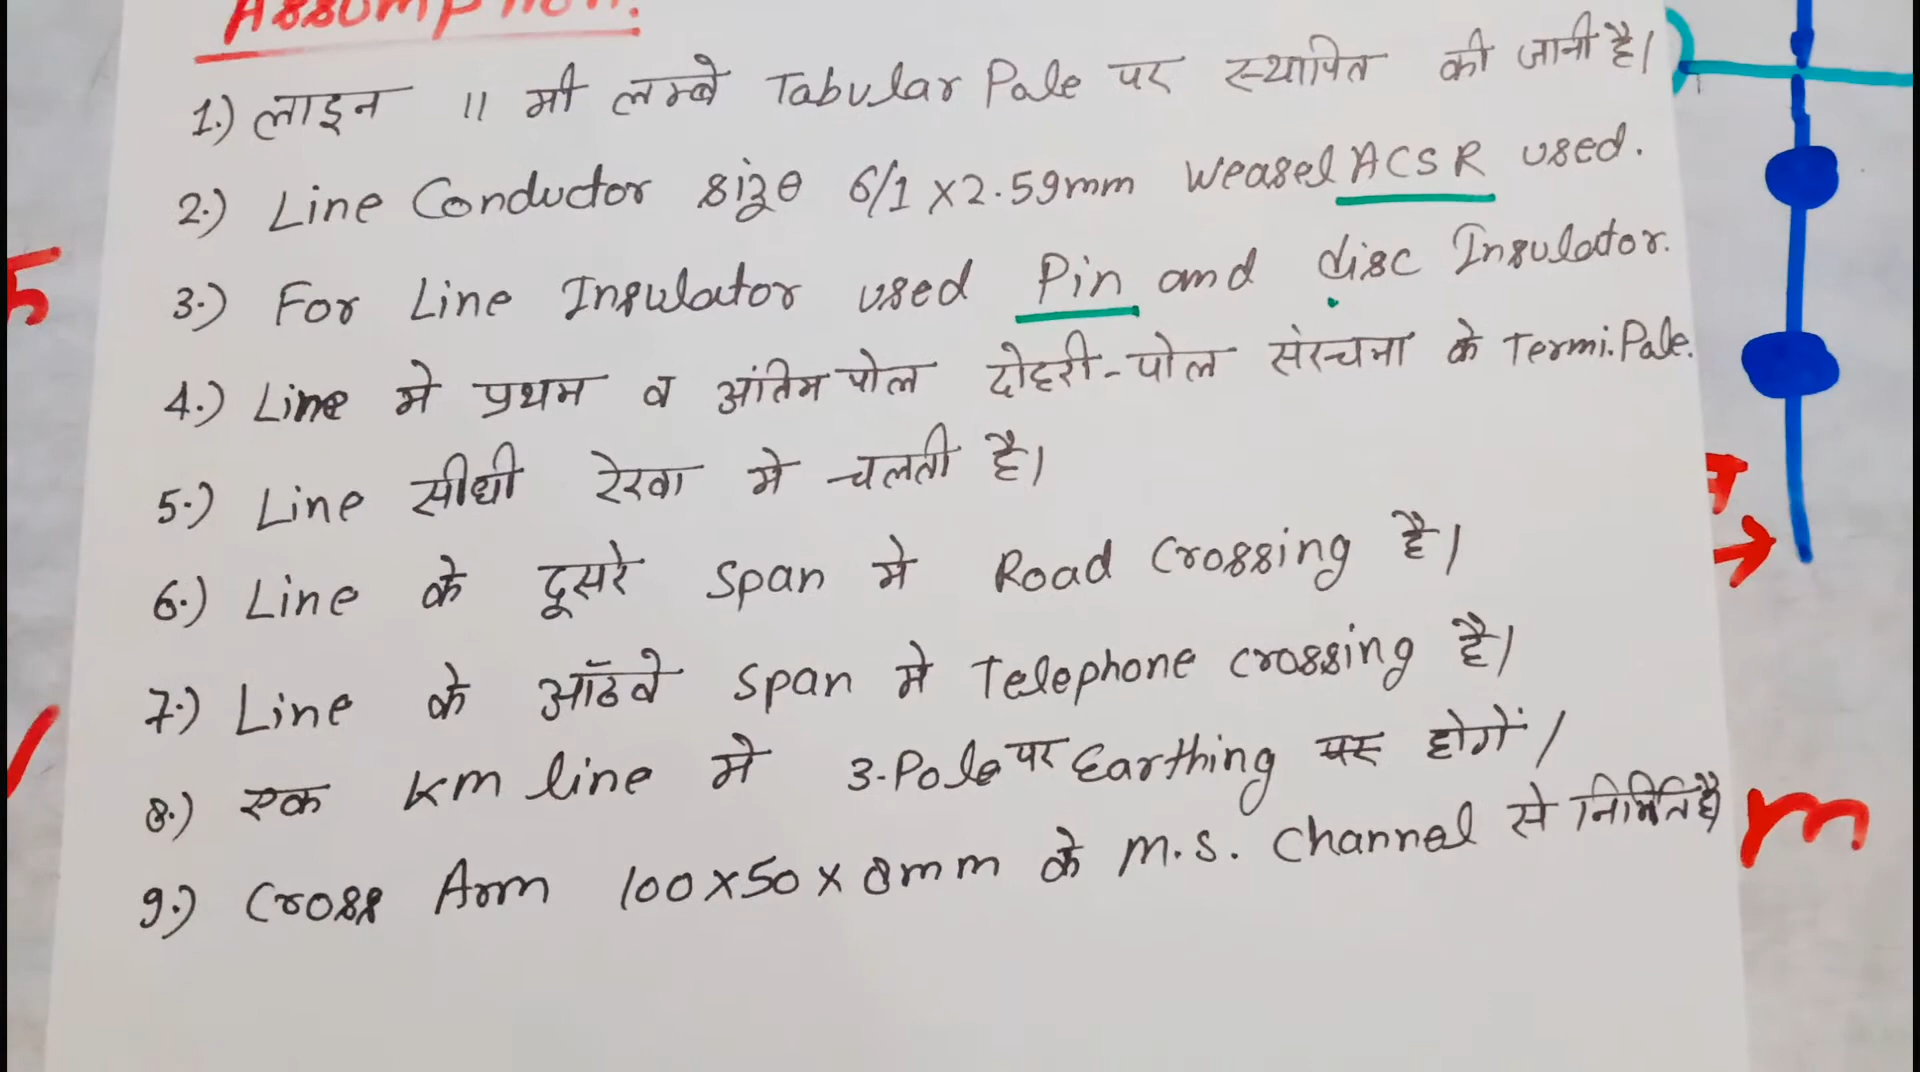 Assumption:
1.) लाइन 11 मी लम्बे Tabular Pole पर स्थापित की जानी है।
2.) Line Conductor size 6/1 x2.59mm Weasel ACSR used.
3.) For Line Insulator used Pin and disc Insulator.
4.) Line मे प्रथम व अंतिम पोल दोहरी-पोल संरचना के Termi.Pole.
5.) Line सीधी रेखा मे चलती है।
6.) Line के दूसरे Span मे Road Crossing है।
7.) Line के ऑठवे Span मे Telephone crossing है।
8.) एक km line मे 3-Pole पर Earthing होगें।
9.) Cross Arm 100x50x8mm के M.S. Channel से निर्मित है
m